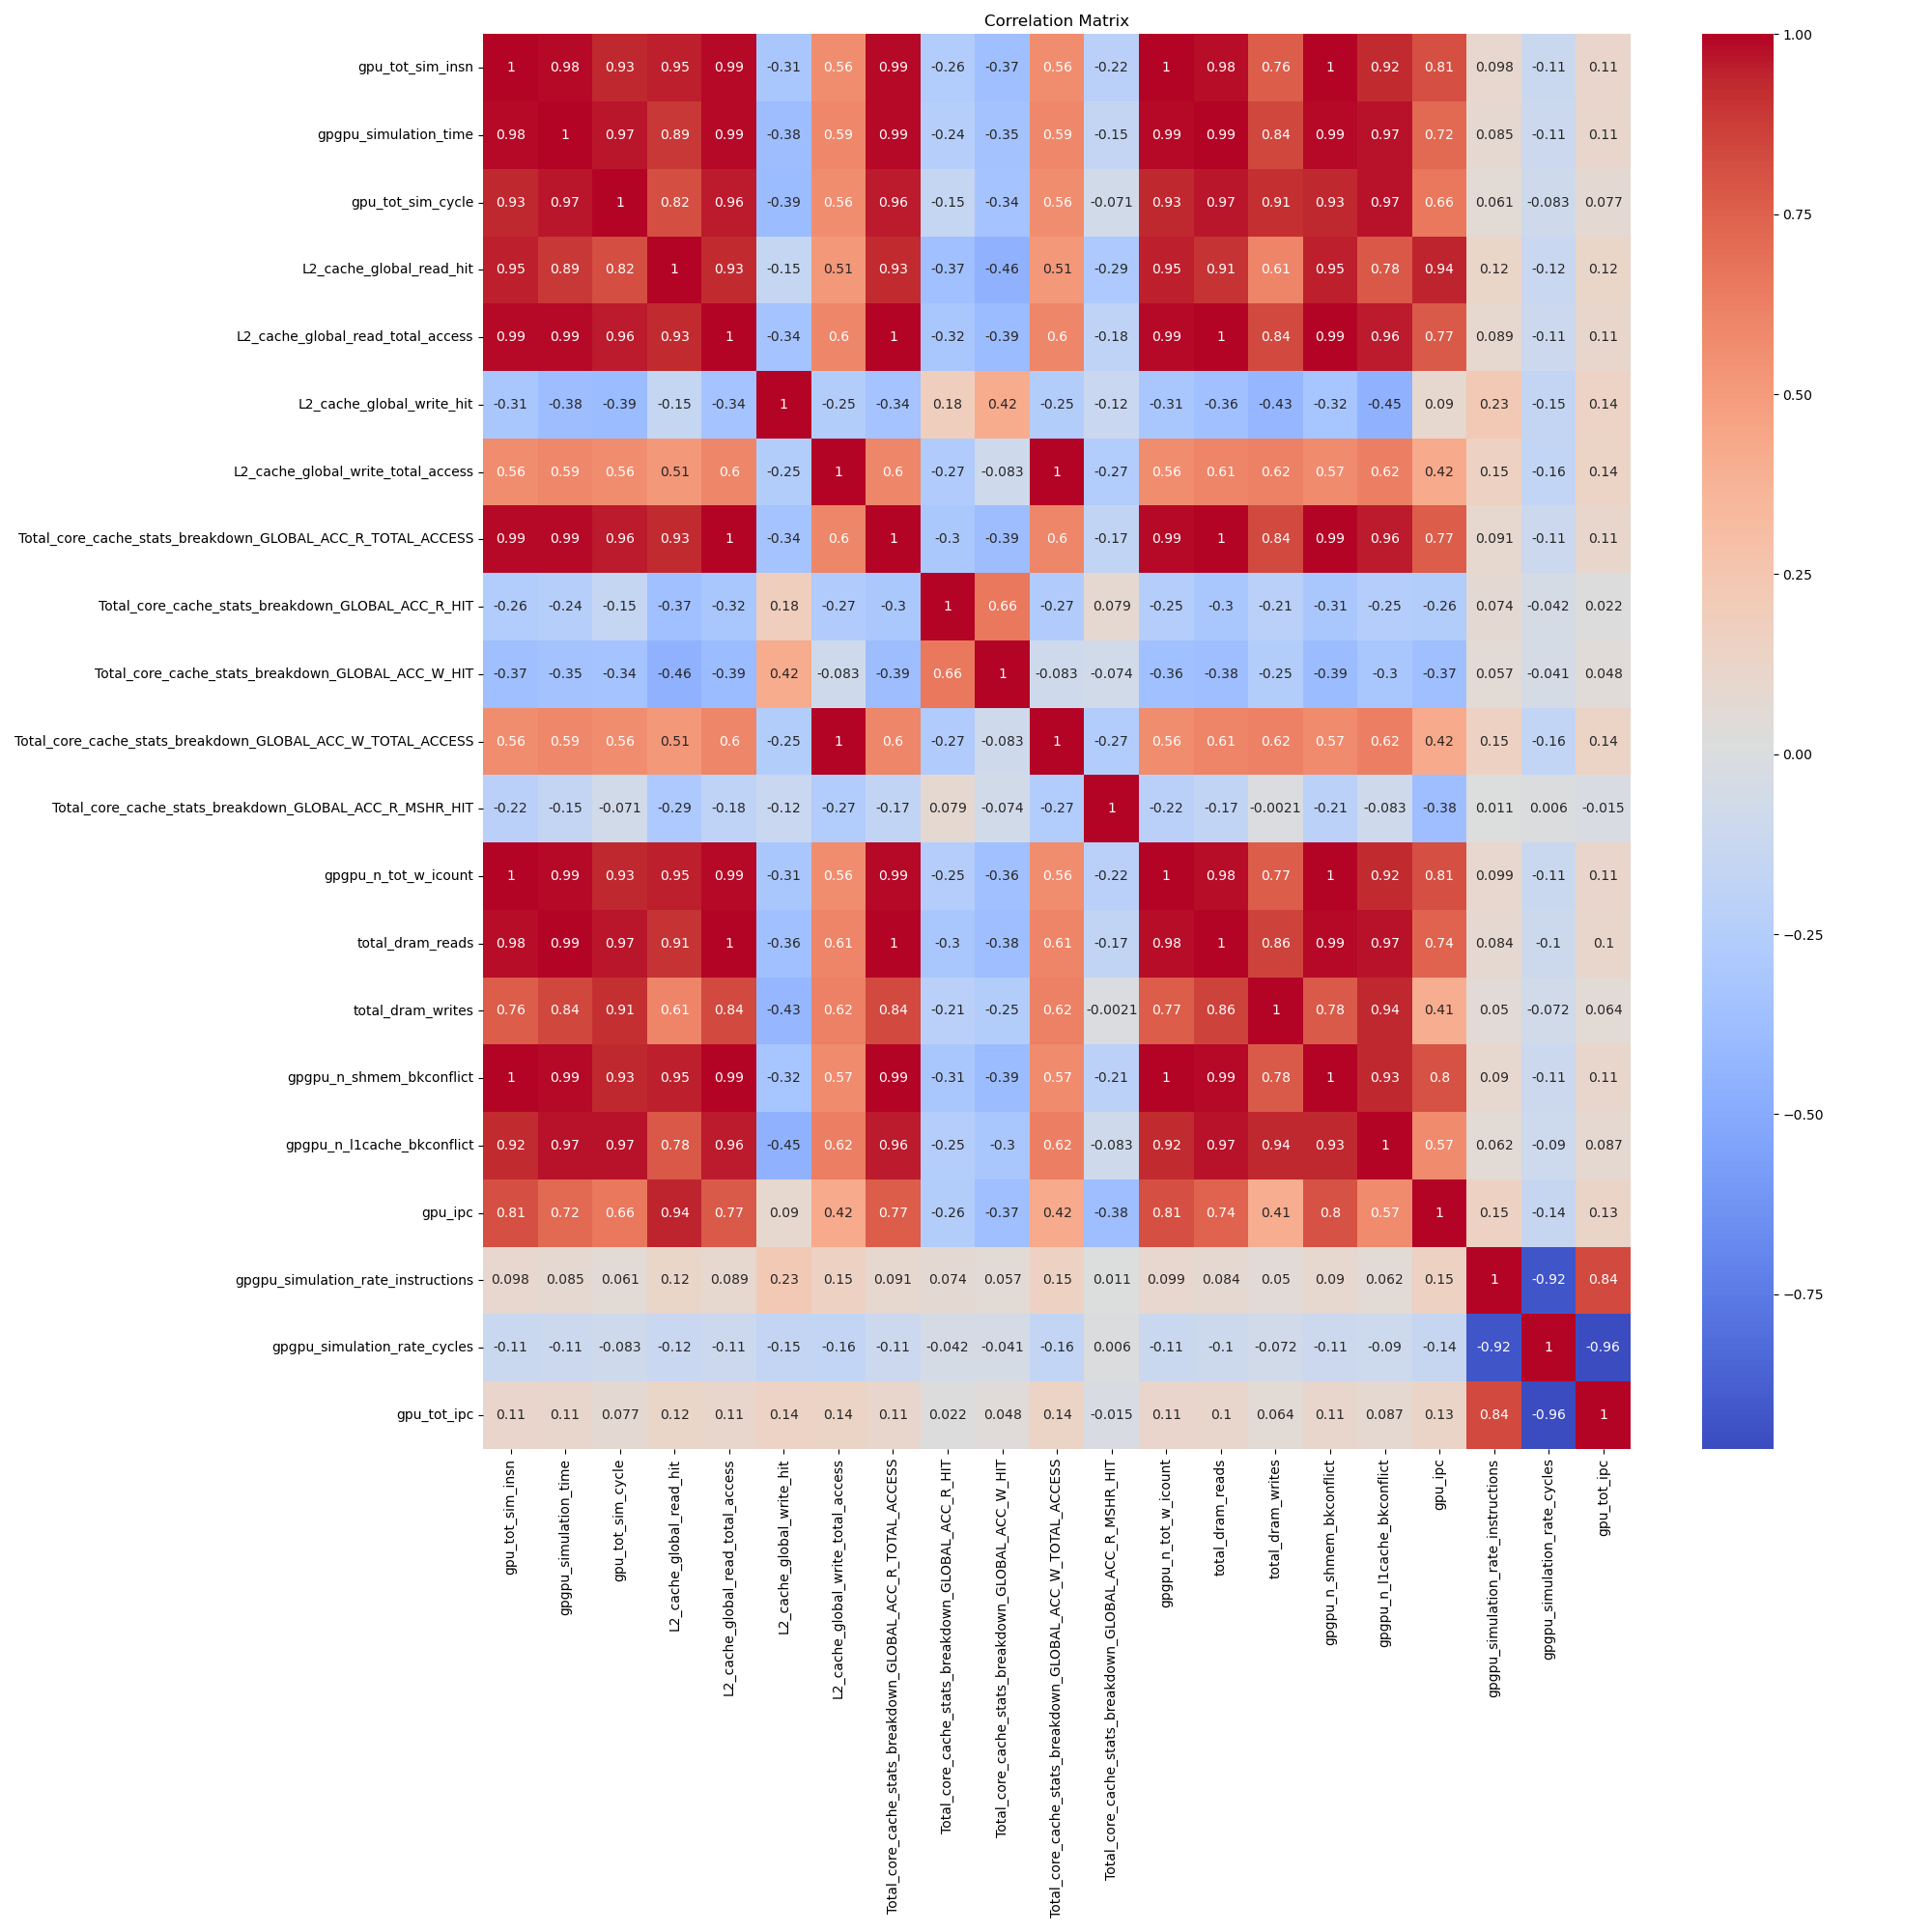 Correlation Matrix
gpu_tot_sim_insn 1 0.98 0.93 0.95 0.99 -0.31 0.56 0.99 -0.26 -0.37 0.56 -0.22 1 0.98 0.76 1 0.92 0.81 0.098 -0.11 0.11
gpgpu_simulation_time 0.98 1 0.97 0.89 0.99 -0.38 0.59 0.99 -0.24 -0.35 0.59 -0.15 0.99 0.99 0.84 0.99 0.97 0.72 0.085 -0.11 0.11
gpu_tot_sim_cycle 0.93 0.97 1 0.82 0.96 -0.39 0.56 0.96 -0.15 -0.34 0.56 -0.071 0.93 0.97 0.91 0.93 0.97 0.66 0.061 -0.083 0.077
L2_cache_global_read_hit 0.95 0.89 0.82 1 0.93 -0.15 0.51 0.93 -0.37 -0.46 0.51 -0.29 0.95 0.91 0.61 0.95 0.78 0.94 0.12 -0.12 0.12
L2_cache_global_read_total_access 0.99 0.99 0.96 0.93 1 -0.34 0.6 1 -0.32 -0.39 0.6 -0.18 0.99 1 0.84 0.99 0.96 0.77 0.089 -0.11 0.11
L2_cache_global_write_hit -0.31 -0.38 -0.39 -0.15 -0.34 1 -0.25 -0.34 0.18 0.42 -0.25 -0.12 -0.31 -0.36 -0.43 -0.32 -0.45 0.09 0.23 -0.15 0.14
L2_cache_global_write_total_access 0.56 0.59 0.56 0.51 0.6 -0.25 1 0.6 -0.27 -0.083 1 -0.27 0.56 0.61 0.62 0.57 0.62 0.42 0.15 -0.16 0.14
Total_core_cache_stats_breakdown_GLOBAL_ACC_R_TOTAL_ACCESS 0.99 0.99 0.96 0.93 1 -0.34 0.6 1 -0.3 -0.39 0.6 -0.17 0.99 1 0.84 0.99 0.96 0.77 0.091 -0.11 0.11
Total_core_cache_stats_breakdown_GLOBAL_ACC_R_HIT -0.26 -0.24 -0.15 -0.37 -0.32 0.18 -0.27 -0.3 1 0.66 -0.27 0.079 -0.25 -0.3 -0.21 -0.31 -0.25 -0.26 0.074 -0.042 0.022
Total_core_cache_stats_breakdown_GLOBAL_ACC_W_HIT -0.37 -0.35 -0.34 -0.46 -0.39 0.42 -0.083 -0.39 0.66 1 -0.083 -0.074 -0.36 -0.38 -0.25 -0.39 -0.3 -0.37 0.057 -0.041 0.048
Total_core_cache_stats_breakdown_GLOBAL_ACC_W_TOTAL_ACCESS 0.56 0.59 0.56 0.51 0.6 -0.25 1 0.6 -0.27 -0.083 1 -0.27 0.56 0.61 0.62 0.57 0.62 0.42 0.15 -0.16 0.14
Total_core_cache_stats_breakdown_GLOBAL_ACC_R_MSHR_HIT -0.22 -0.15 -0.071 -0.29 -0.18 -0.12 -0.27 -0.17 0.079 -0.074 -0.27 1 -0.22 -0.17 -0.0021 -0.21 -0.083 -0.38 0.011 0.006 -0.015
gpgpu_n_tot_w_icount 1 0.99 0.93 0.95 0.99 -0.31 0.56 0.99 -0.25 -0.36 0.56 -0.22 1 0.98 0.77 1 0.92 0.81 0.099 -0.11 0.11
total_dram_reads 0.98 0.99 0.97 0.91 1 -0.36 0.61 1 -0.3 -0.38 0.61 -0.17 0.98 1 0.86 0.99 0.97 0.74 0.084 -0.1 0.1
total_dram_writes 0.76 0.84 0.91 0.61 0.84 -0.43 0.62 0.84 -0.21 -0.25 0.62 -0.0021 0.77 0.86 1 0.78 0.94 0.41 0.05 -0.072 0.064
gpgpu_n_shmem_bkconflict 1 0.99 0.93 0.95 0.99 -0.32 0.57 0.99 -0.31 -0.39 0.57 -0.21 1 0.99 0.78 1 0.93 0.8 0.09 -0.11 0.11
gpgpu_n_l1cache_bkconflict 0.92 0.97 0.97 0.78 0.96 -0.45 0.62 0.96 -0.25 -0.3 0.62 -0.083 0.92 0.97 0.94 0.93 1 0.57 0.062 -0.09 0.087
gpu_ipc 0.81 0.72 0.66 0.94 0.77 0.09 0.42 0.77 -0.26 -0.37 0.42 -0.38 0.81 0.74 0.41 0.8 0.57 1 0.15 -0.14 0.13
gpgpu_simulation_rate_instructions 0.098 0.085 0.061 0.12 0.089 0.23 0.15 0.091 0.074 0.057 0.15 0.011 0.099 0.084 0.05 0.09 0.062 0.15 1 -0.92 0.84
gpgpu_simulation_rate_cycles -0.11 -0.11 -0.083 -0.12 -0.11 -0.15 -0.16 -0.11 -0.042 -0.041 -0.16 0.006 -0.11 -0.1 -0.072 -0.11 -0.09 -0.14 -0.92 1 -0.96
gpu_tot_ipc 0.11 0.11 0.077 0.12 0.11 0.14 0.14 0.11 0.022 0.048 0.14 -0.015 0.11 0.1 0.064 0.11 0.087 0.13 0.84 -0.96 1
gpu_tot_sim_insn
gpgpu_simulation_time
gpu_tot_sim_cycle
L2_cache_global_read_hit
L2_cache_global_read_total_access
L2_cache_global_write_hit
L2_cache_global_write_total_access
Total_core_cache_stats_breakdown_GLOBAL_ACC_R_TOTAL_ACCESS
Total_core_cache_stats_breakdown_GLOBAL_ACC_R_HIT
Total_core_cache_stats_breakdown_GLOBAL_ACC_W_HIT
Total_core_cache_stats_breakdown_GLOBAL_ACC_W_TOTAL_ACCESS
Total_core_cache_stats_breakdown_GLOBAL_ACC_R_MSHR_HIT
gpgpu_n_tot_w_icount
total_dram_reads
total_dram_writes
gpgpu_n_shmem_bkconflict
gpgpu_n_l1cache_bkconflict
gpu_ipc
gpgpu_simulation_rate_instructions
gpgpu_simulation_rate_cycles
gpu_tot_ipc
1.00
0.75
0.50
0.25
0.00
−0.25
−0.50
−0.75